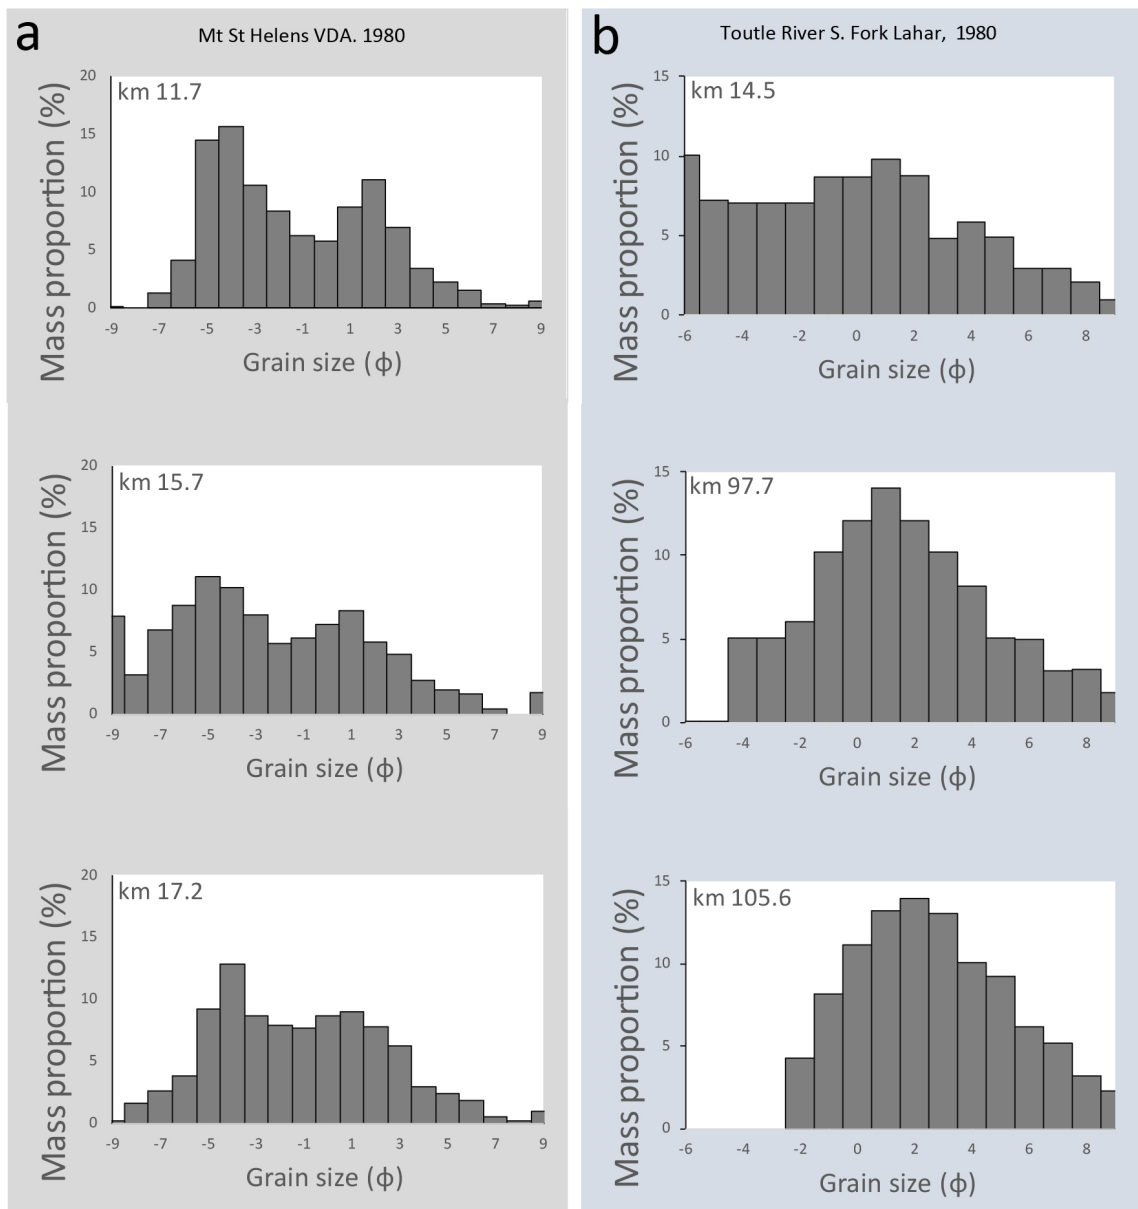 a
Mt St Helens VDA. 1980
km 11.7
Mass proportion (%)
20
15
10
5
0
-9 -7 -5 -3 -1 1 3 5 7 9
Grain size (ϕ)
km 15.7
Mass proportion (%)
20
15
10
5
0
-9 -7 -5 -3 -1 1 3 5 7 9
Grain size (ϕ)
km 17.2
Mass proportion (%)
20
15
10
5
0
-9 -7 -5 -3 -1 1 3 5 7 9
Grain size (ϕ)
b
Toutle River S. Fork Lahar, 1980
km 14.5
Mass proportion (%)
15
10
5
0
-6 -4 -2 0 2 4 6 8
Grain size (ϕ)
km 97.7
Mass proportion (%)
15
10
5
0
-6 -4 -2 0 2 4 6 8
Grain size (ϕ)
km 105.6
Mass proportion (%)
15
10
5
0
-6 -4 -2 0 2 4 6 8
Grain size (ϕ)